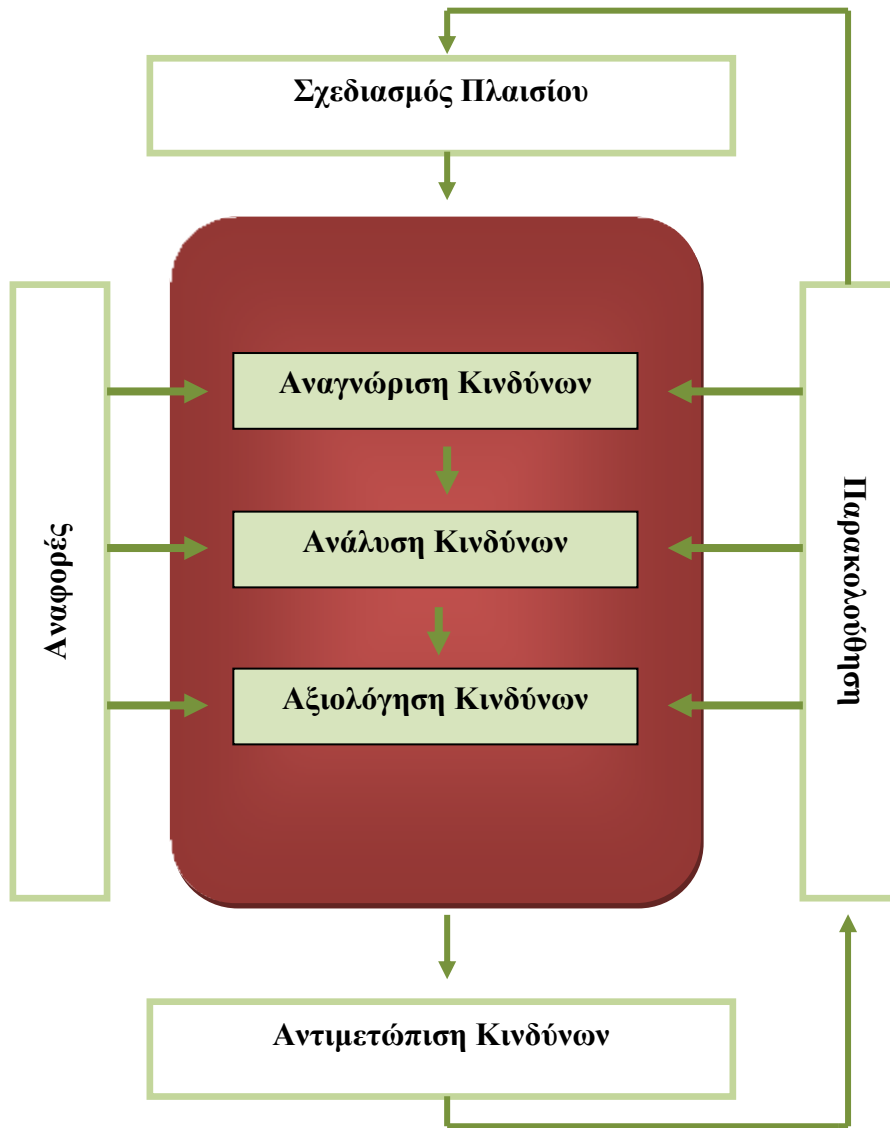 Σχεδιασμός Πλαισίου
Αναφορές
Αναγνώριση Κινδύνων
Ανάλυση Κινδύνων
Αξιολόγηση Κινδύνων
Παρακολούθηση
Αντιμετώπιση Κινδύνων